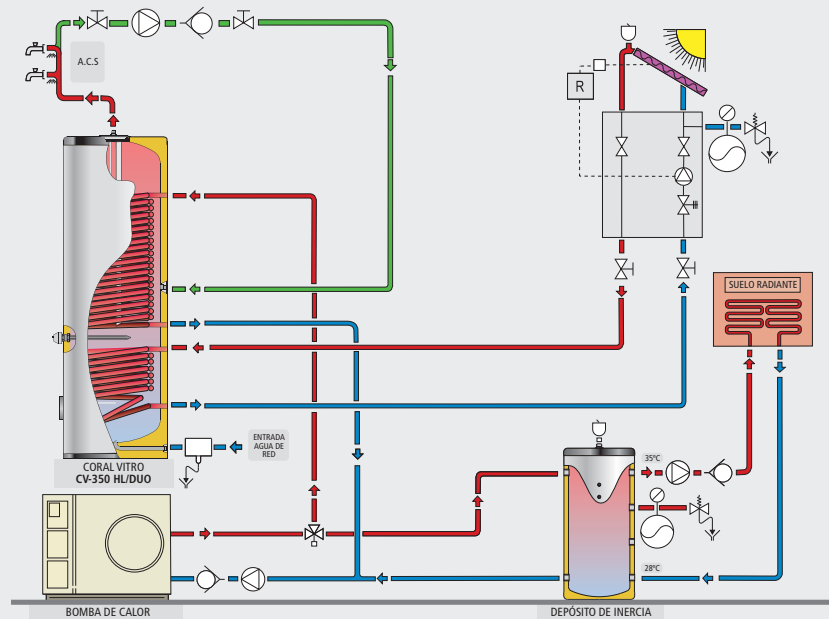 A.C.S
R
SUELO RADIANTE
ENTRADA
AGUA DE
RED
CORAL VITRO
CV-350 HL/DUO
35ºC
28ºC
BOMBA DE CALOR
DEPÓSITO DE INERCIA